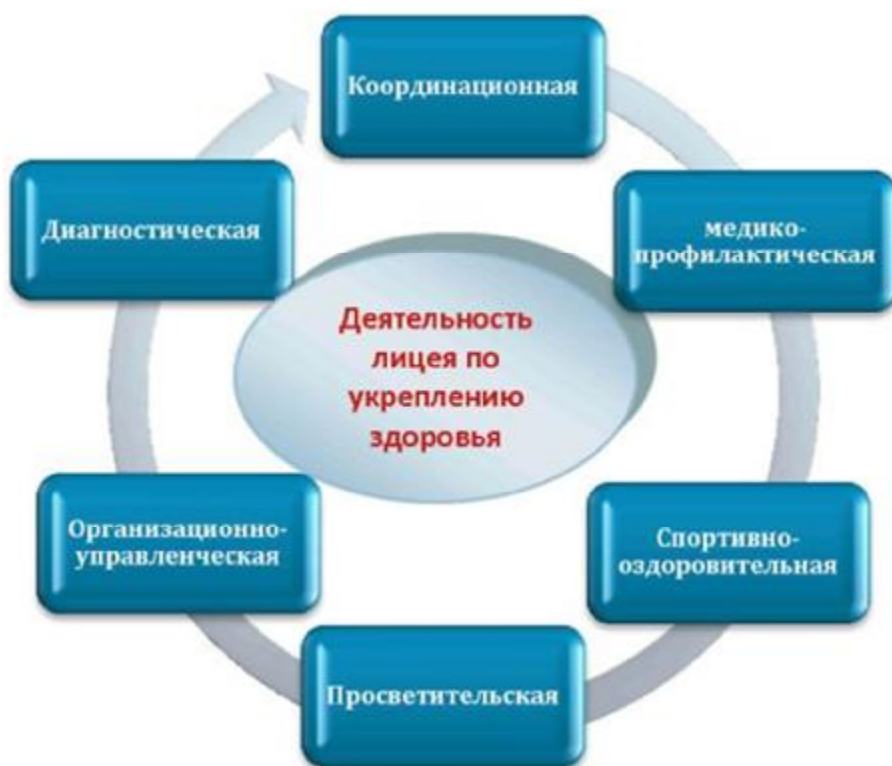 Координационная
Диагностическая
медико-
профилактическая
Деятельность
лицея по
укреплению
здоровья
Организационно-
управленческая
Спортивно-
оздоровительная
Просветительская